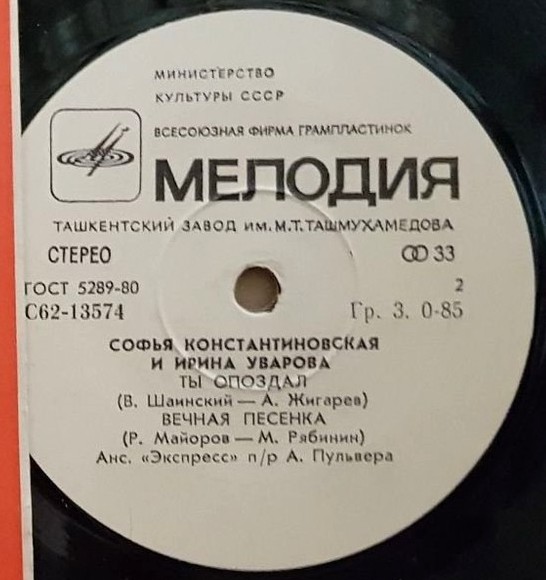 МИНИСТЕРСТВО
КУЛЬТУРЫ СССР
ВСЕСОЮЗНАЯ ФИРМА ГРАМПЛАСТИНОК
МЕЛОДИЯ
ТАШКЕНТСКИЙ ЗАВОД ИМ. М.Т. ТАШМУХАМЕДОВА
СТЕРЕО 33
ГОСТ 5289-80 2
С62-13574 Гр. 3. 0-85
СОФЬЯ КОНСТАНТИНОВСКАЯ
И ИРИНА УВАРОВА
ТЫ ОПОЗДАЛ
(В. Шаинский — А. Жигарев)
ВЕЧНАЯ ПЕСЕНКА
(Р. Майоров — М. Рябинин)
Анс. «Экспресс» п/р А. Пульвера